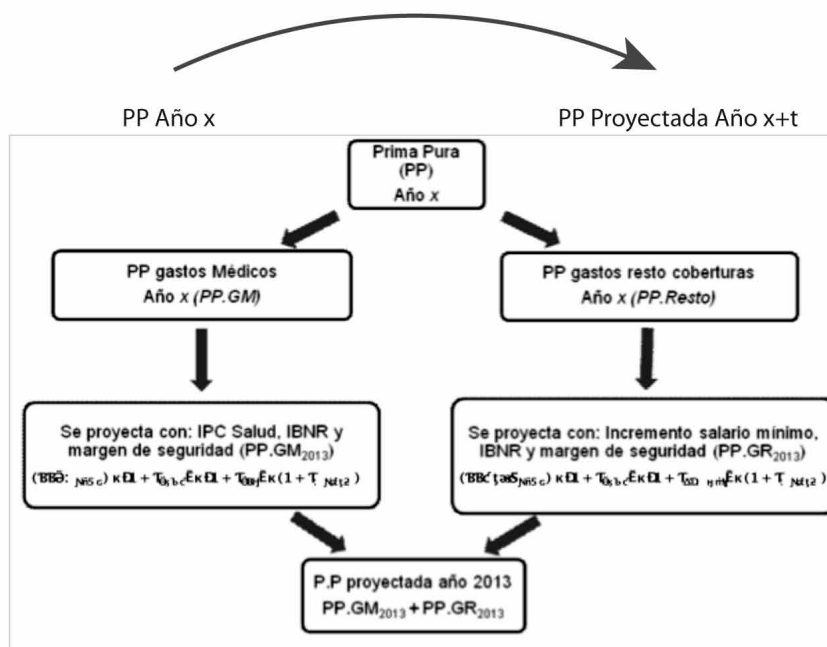 PP Año x
PP Proyectada Año x+t
Prima Pura
(PP)
Año x
PP gastos Médicos
Año x (PP.GM)
PP gastos resto coberturas
Año x (PP.Resto)
Se proyecta con: IPC Salud, IBNR y
margen de seguridad (PP.GM₂₀₁₃)
Se proyecta con: Incremento salario mínimo,
IBNR y margen de seguridad (PP.GR₂₀₁₃)
P.P proyectada año 2013
PP.GM₂₀₁₃ + PP.GR₂₀₁₃